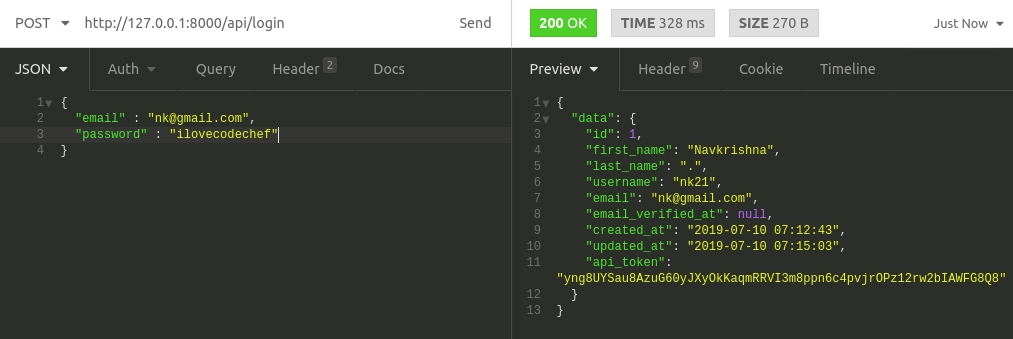 POST http://127.0.0.1:8000/api/login Send
200 OK TIME 328 ms SIZE 270 B Just Now
JSON Auth Query Header 2 Docs
Preview Header 9 Cookie Timeline
1 {
2 "email" : "nk@gmail.com",
3 "password" : "ilovecodechef"
4 }
1 {
2 "data": {
3 "id": 1,
4 "first_name": "Navkrishna",
5 "last_name": ".",
6 "username": "nk21",
7 "email": "nk@gmail.com",
8 "email_verified_at": null,
9 "created_at": "2019-07-10 07:12:43",
10 "updated_at": "2019-07-10 07:15:03",
11 "api_token":
"yng8UYSau8AzuG60yJXyOkKaqmRRVI3m8ppn6c4pvjrOPz12rw2bIAWFG8Q8"
12 }
13 }